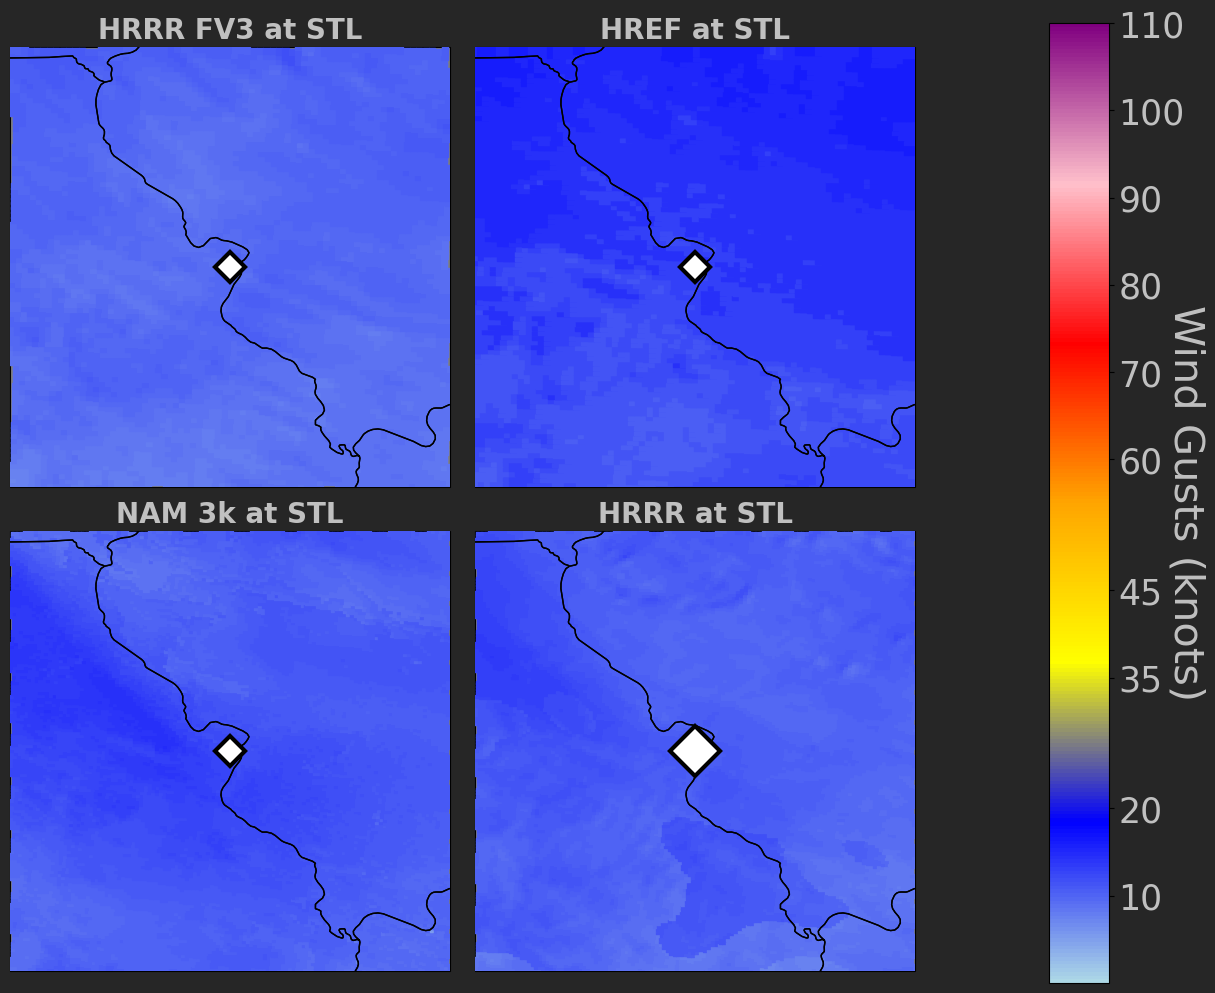 HRRR FV3 at STL
HREF at STL
NAM 3k at STL
HRRR at STL
110
100
90
80
70
60
45
35
20
10
Wind Gusts (knots)